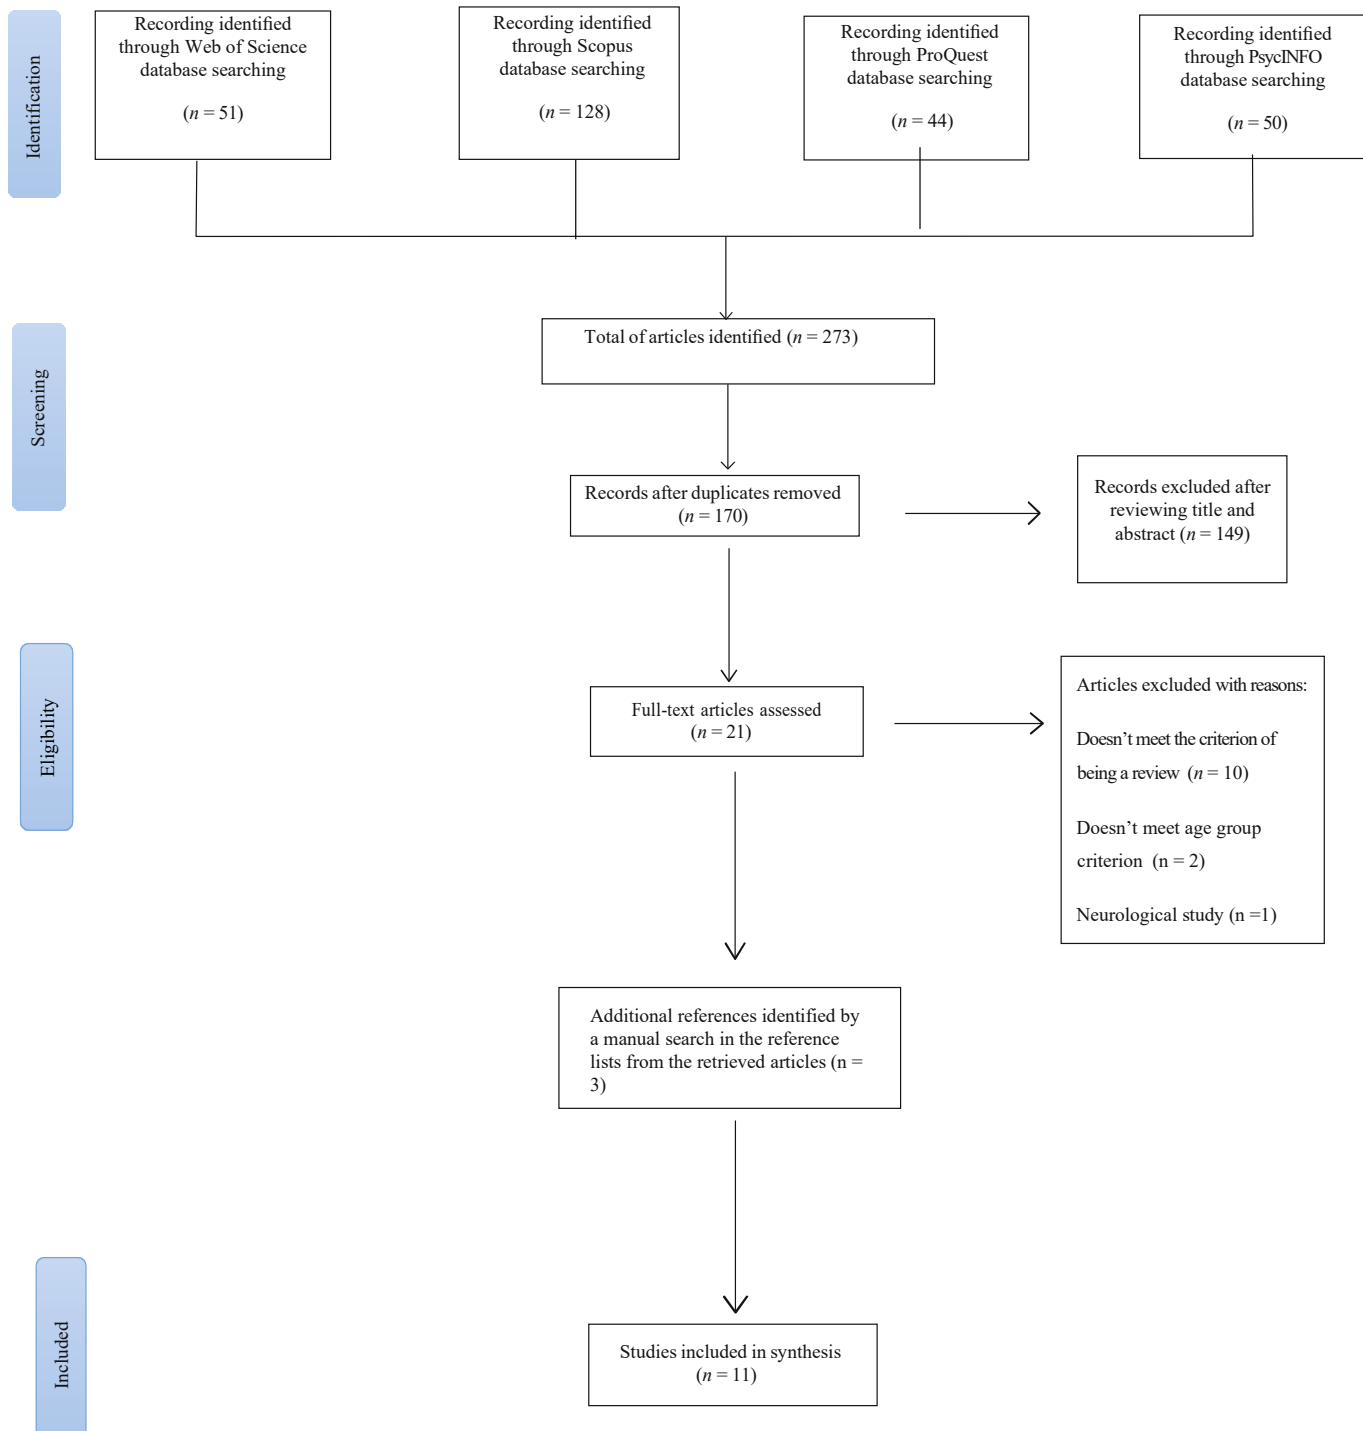 Identification
Recording identified
through Web of Science
database searching
(n = 51)
Recording identified
through Scopus
database searching
(n = 128)
Recording identified
through ProQuest
database searching
(n = 44)
Recording identified
through PsycINFO
database searching
(n = 50)
Screening
Total of articles identified (n = 273)
Records after duplicates removed
(n = 170)
Records excluded after
reviewing title and
abstract (n = 149)
Eligibility
Full-text articles assessed
(n = 21)
Articles excluded with reasons:
Doesn’t meet the criterion of
being a review (n = 10)
Doesn’t meet age group
criterion (n = 2)
Neurological study (n =1)
Additional references identified by
a manual search in the reference
lists from the retrieved articles (n =
3)
Included
Studies included in synthesis
(n = 11)